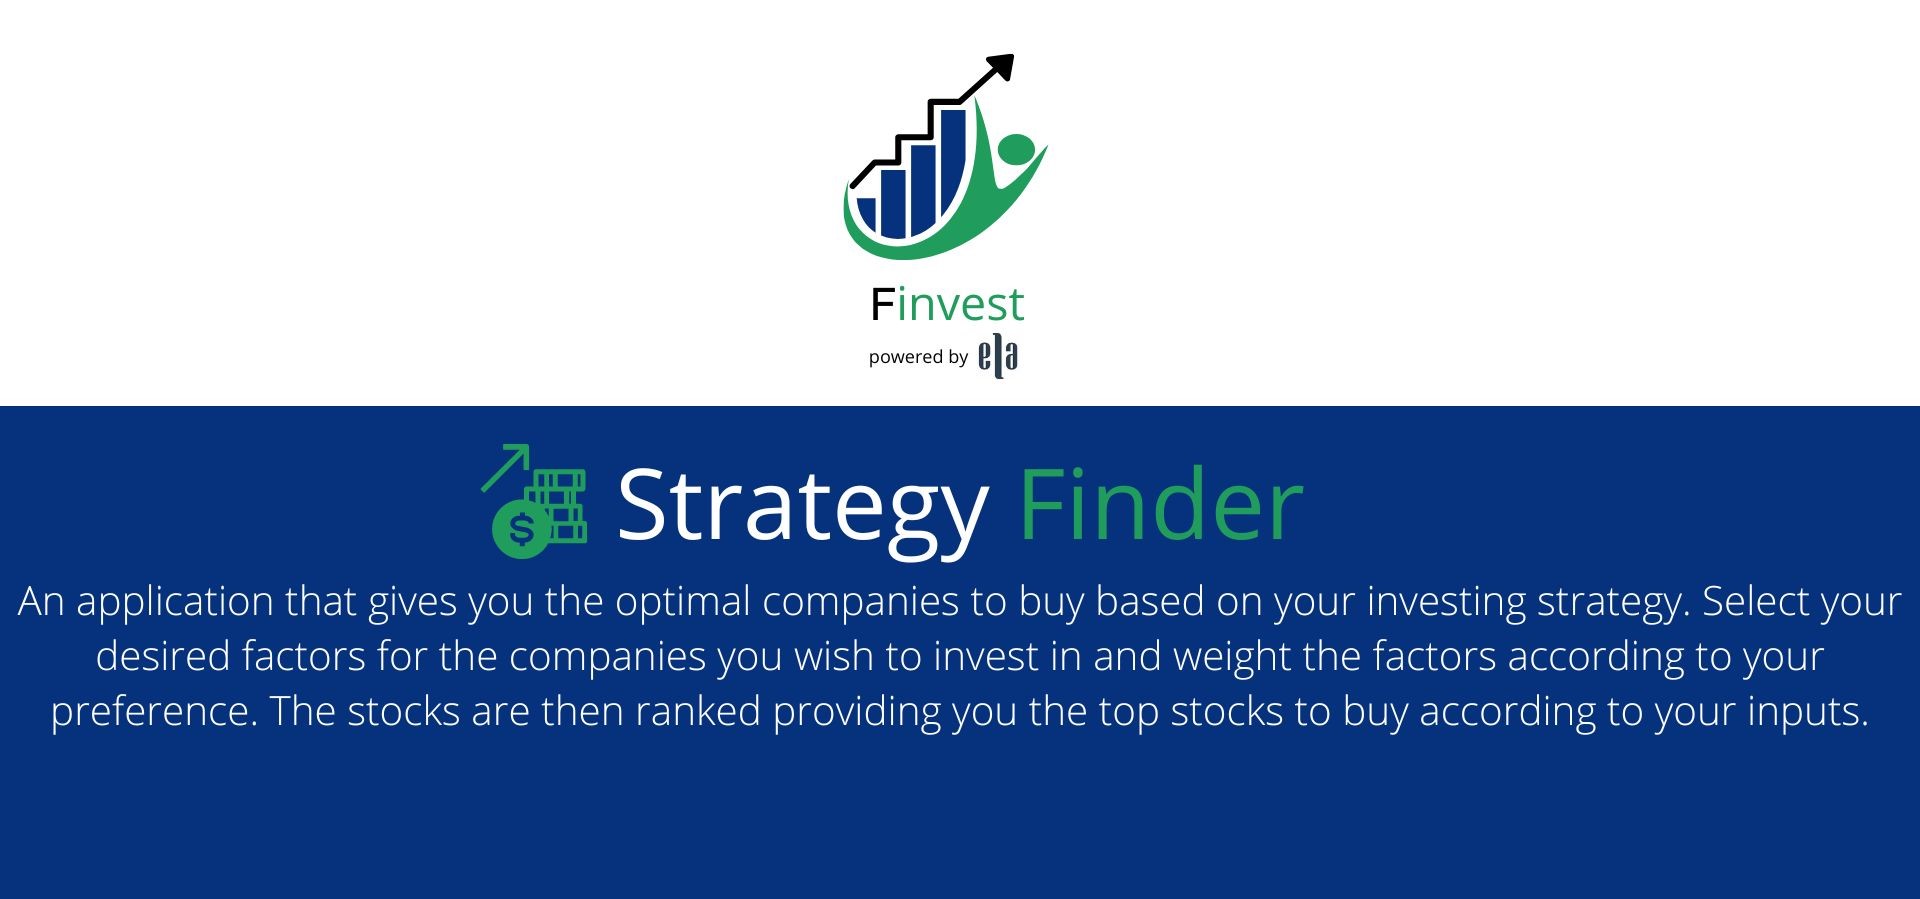 Finvest
powered by ela
Strategy Finder
An application that gives you the optimal companies to buy based on your investing strategy. Select your
desired factors for the companies you wish to invest in and weight the factors according to your
preference. The stocks are then ranked providing you the top stocks to buy according to your inputs.
$